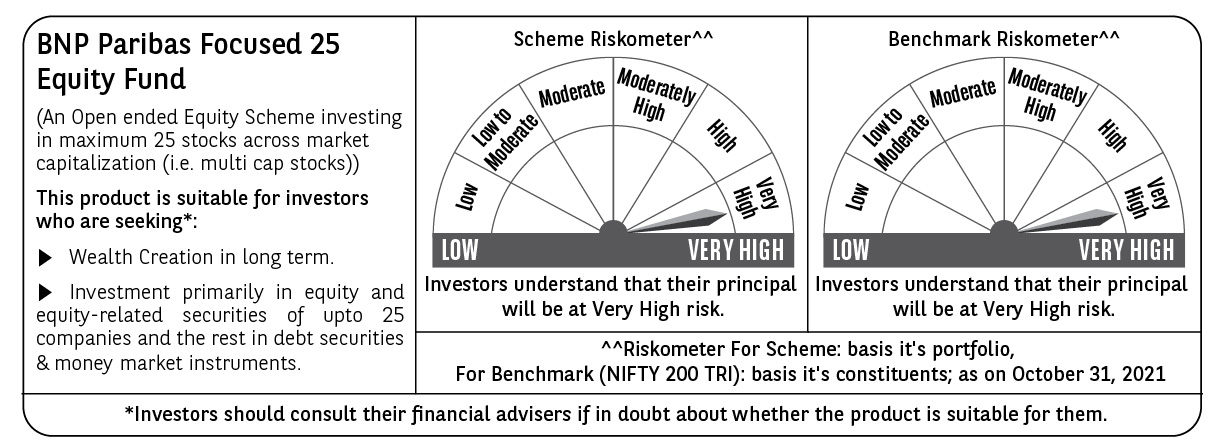 BNP Paribas Focused 25
Equity Fund
(An Open ended Equity Scheme investing
in maximum 25 stocks across market
capitalization (i.e. multi cap stocks))
This product is suitable for investors
who are seeking*:
▶ Wealth Creation in long term.
▶ Investment primarily in equity and
equity-related securities of upto 25
companies and the rest in debt securities
& money market instruments.
Scheme Riskometer^^
Low
Low to
Moderate
Moderate
Moderately
High
High
Very
High
LOW VERY HIGH
Investors understand that their principal
will be at Very High risk.
Benchmark Riskometer^^
Low
Low to
Moderate
Moderate
Moderately
High
High
Very
High
LOW VERY HIGH
Investors understand that their principal
will be at Very High risk.
^^Riskometer For Scheme: basis it's portfolio,
For Benchmark (NIFTY 200 TRI): basis it's constituents; as on October 31, 2021
*Investors should consult their financial advisers if in doubt about whether the product is suitable for them.